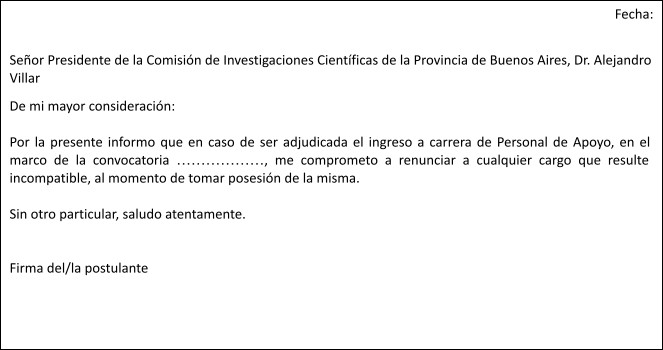 Fecha:
Señor Presidente de la Comisión de Investigaciones Científicas de la Provincia de Buenos Aires, Dr. Alejandro
Villar
De mi mayor consideración:
Por la presente informo que en caso de ser adjudicada el ingreso a carrera de Personal de Apoyo, en el
marco de la convocatoria ………………, me comprometo a renunciar a cualquier cargo que resulte
incompatible, al momento de tomar posesión de la misma.
Sin otro particular, saludo atentamente.
Firma del/la postulante